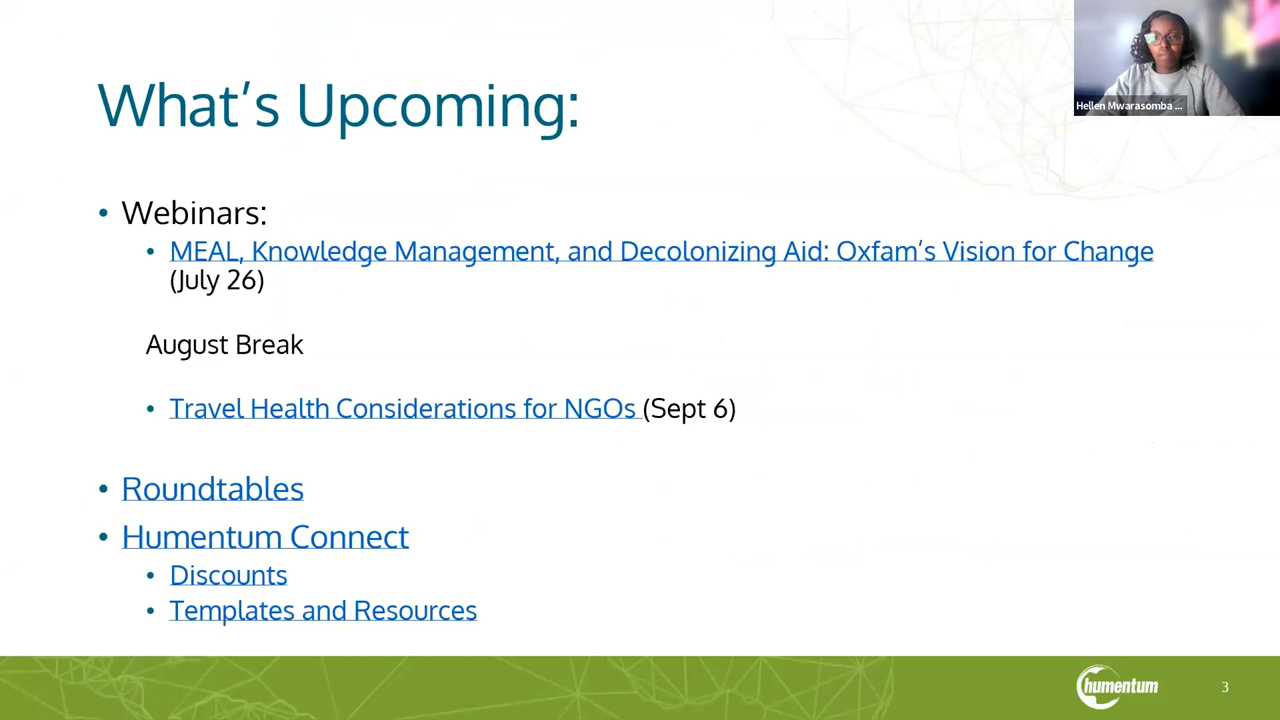 What's Upcoming:
Hellen Mwarasomba ...
• Webinars:
• MEAL, Knowledge Management, and Decolonizing Aid: Oxfam's Vision for Change
(July 26)
August Break
• Travel Health Considerations for NGOs (Sept 6)
• Roundtables
• Humentum Connect
• Discounts
• Templates and Resources
humentum
3